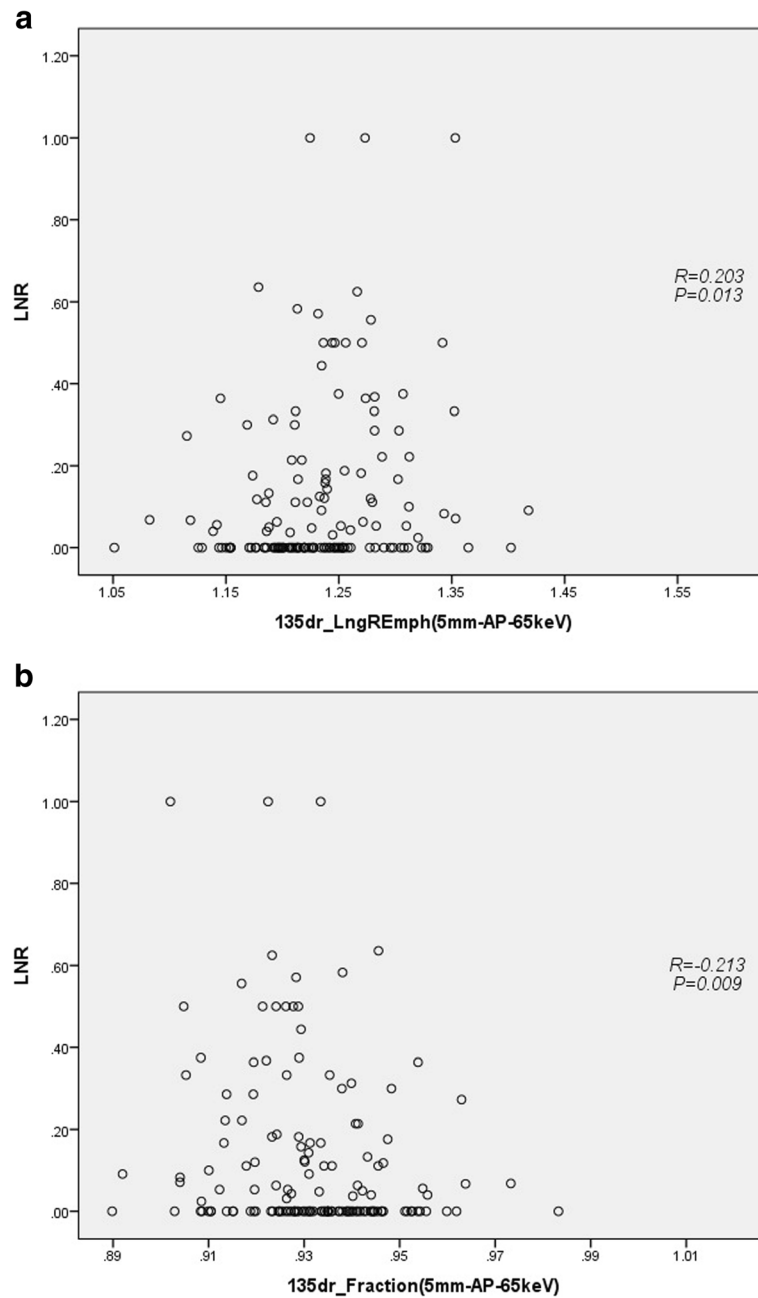 a
1.20
1.00
.80
.60
.40
.20
.00
LNR
R=0.203
P=0.013
1.05 1.15 1.25 1.35 1.45 1.55
135dr_LngREmph(5mm-AP-65keV)
b
1.20
1.00
.80
.60
.40
.20
.00
LNR
R=-0.213
P=0.009
.89 .91 .93 .95 .97 .99 1.01
135dr_Fraction(5mm-AP-65keV)